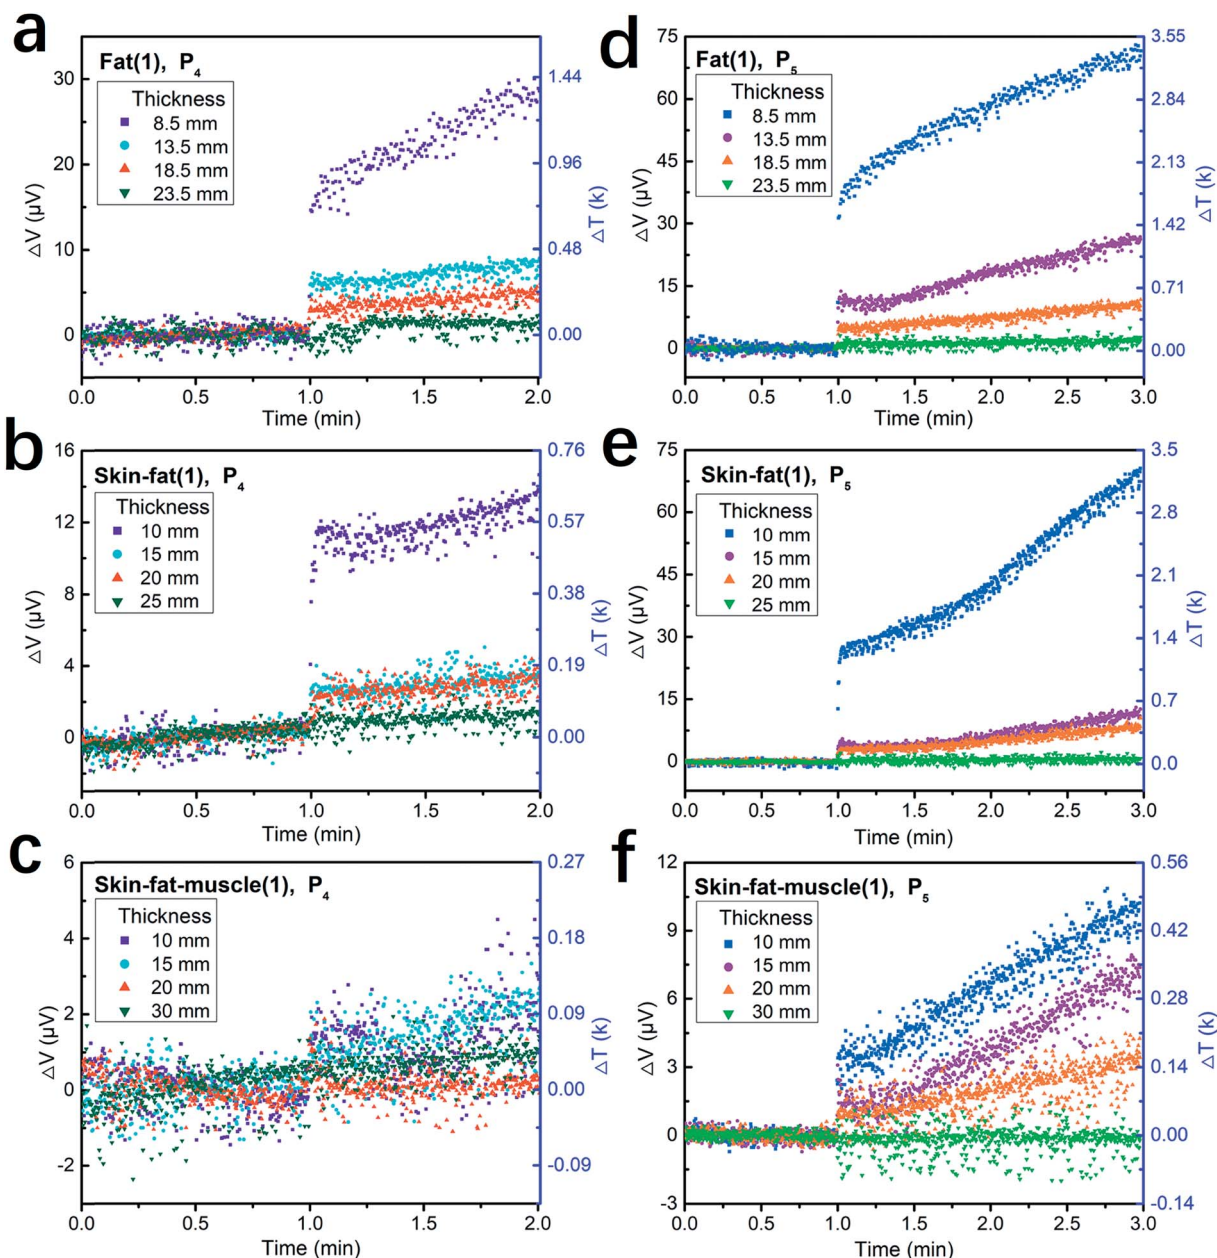 a
Fat(1), P4
Thickness
8.5 mm
13.5 mm
18.5 mm
23.5 mm
30
20
10
0
△V (µV)
1.44
0.96
0.48
0.00
△T (k)
0.0 0.5 1.0 1.5 2.0
Time (min)
d
Fat(1), P5
Thickness
8.5 mm
13.5 mm
18.5 mm
23.5 mm
75
60
45
30
15
0
△V (µV)
3.55
2.84
2.13
1.42
0.71
0.00
△T (k)
0.0 0.5 1.0 1.5 2.0 2.5 3.0
Time (min)
b
Skin-fat(1), P4
Thickness
10 mm
15 mm
20 mm
25 mm
16
12
8
4
0
△V (µV)
0.76
0.57
0.38
0.19
0.00
△T (k)
0.0 0.5 1.0 1.5 2.0
Time (min)
e
Skin-fat(1), P5
Thickness
10 mm
15 mm
20 mm
25 mm
75
60
45
30
15
0
△V (µV)
3.5
2.8
2.1
1.4
0.7
0.0
△T (k)
0.0 0.5 1.0 1.5 2.0 2.5 3.0
Time (min)
c
Skin-fat-muscle(1), P4
Thickness
10 mm
15 mm
20 mm
30 mm
6
4
2
0
-2
△V (µV)
0.27
0.18
0.09
0.00
-0.09
△T (k)
0.0 0.5 1.0 1.5 2.0
Time (min)
f
Skin-fat-muscle(1), P5
Thickness
10 mm
15 mm
20 mm
30 mm
12
9
6
3
0
-3
△V (µV)
0.56
0.42
0.28
0.14
0.00
-0.14
△T (k)
0.0 0.5 1.0 1.5 2.0 2.5 3.0
Time (min)